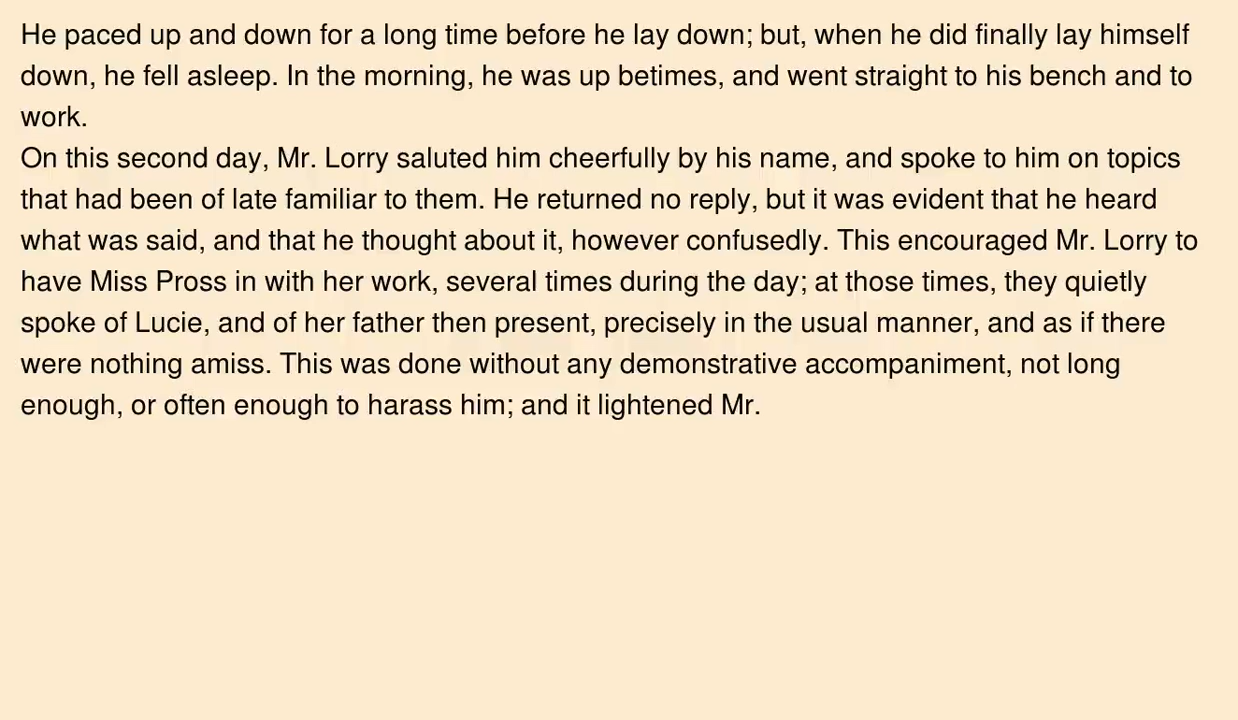 He paced up and down for a long time before he lay down; but, when he did finally lay himself
down, he fell asleep. In the morning, he was up betimes, and went straight to his bench and to
work.
On this second day, Mr. Lorry saluted him cheerfully by his name, and spoke to him on topics
that had been of late familiar to them. He returned no reply, but it was evident that he heard
what was said, and that he thought about it, however confusedly. This encouraged Mr. Lorry to
have Miss Pross in with her work, several times during the day; at those times, they quietly
spoke of Lucie, and of her father then present, precisely in the usual manner, and as if there
were nothing amiss. This was done without any demonstrative accompaniment, not long
enough, or often enough to harass him; and it lightened Mr.